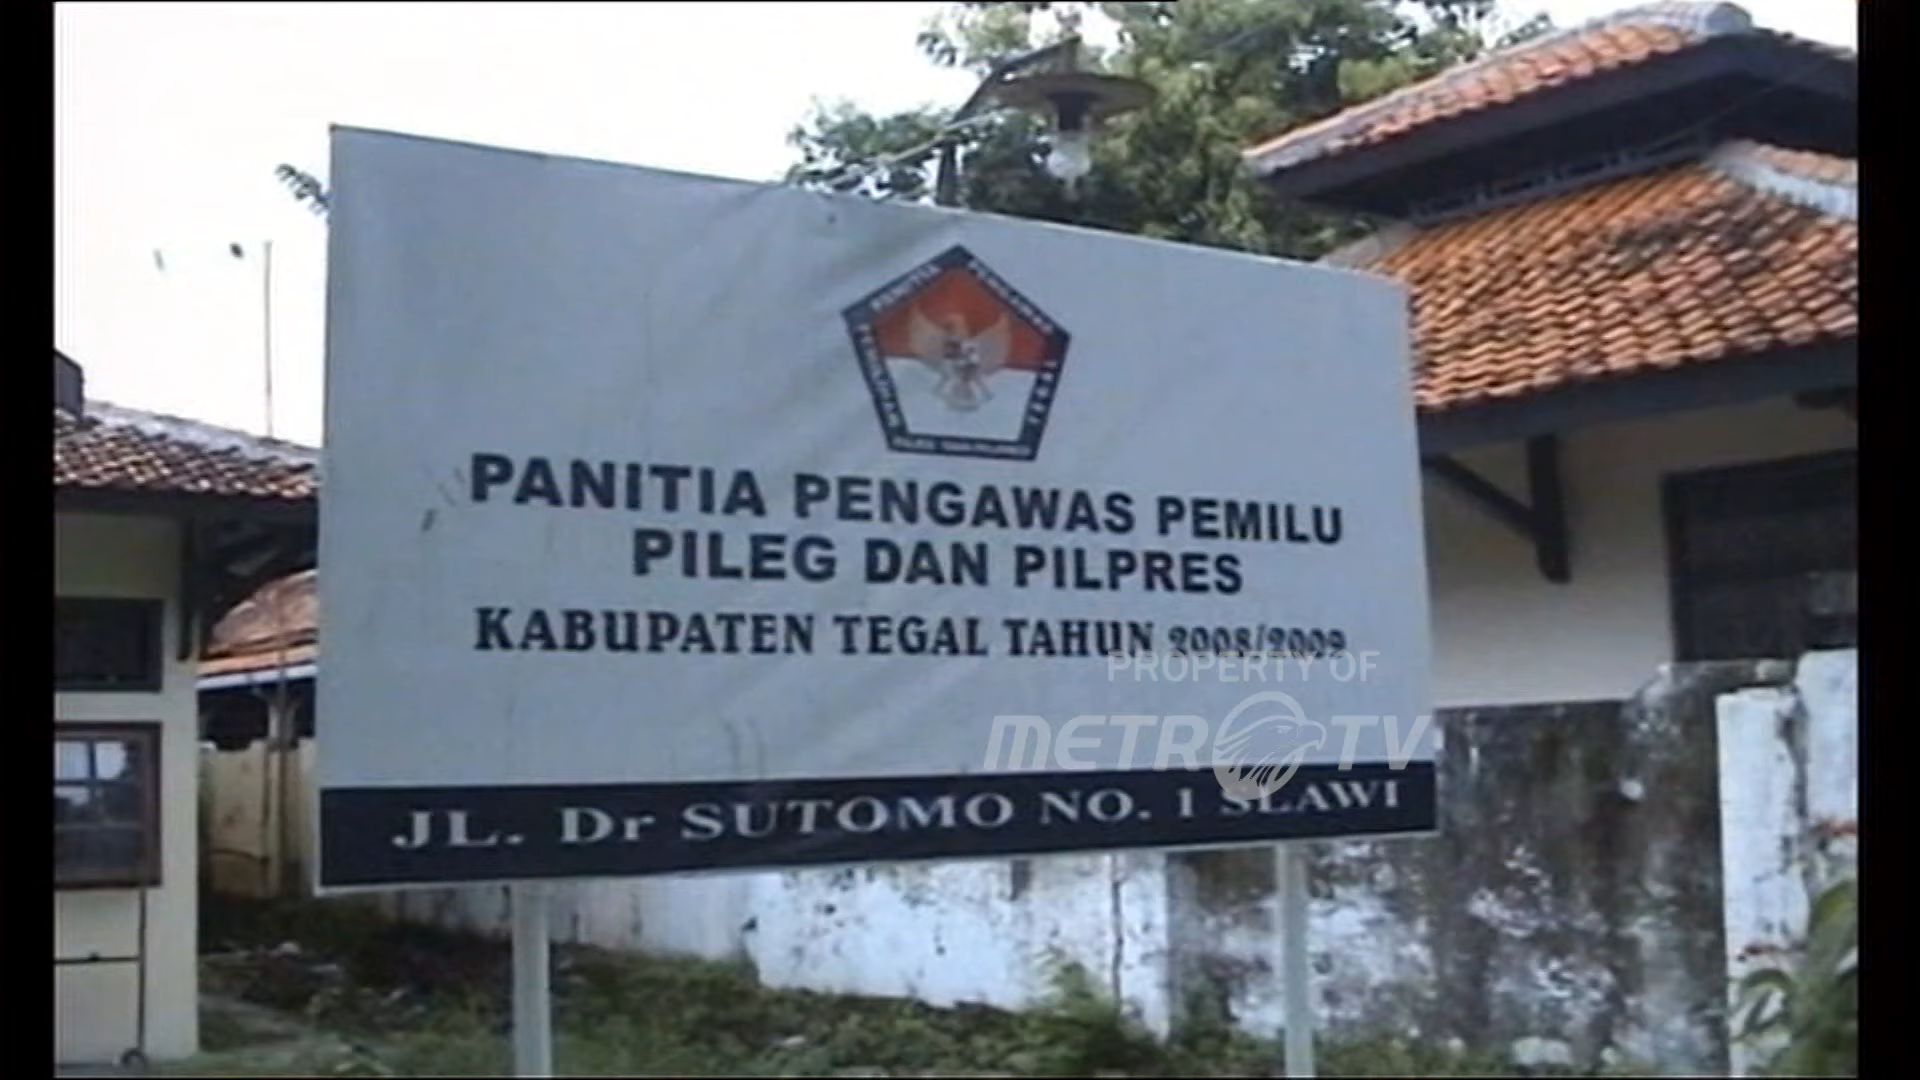 PANITIA PENGAWAS PEMILU
PILEG DAN PILPRES
KABUPATEN TEGAL TAHUN 2008/2009
PROPERTY OF
METRO TV
JL. Dr SUTOMO NO. 1 SLAWI